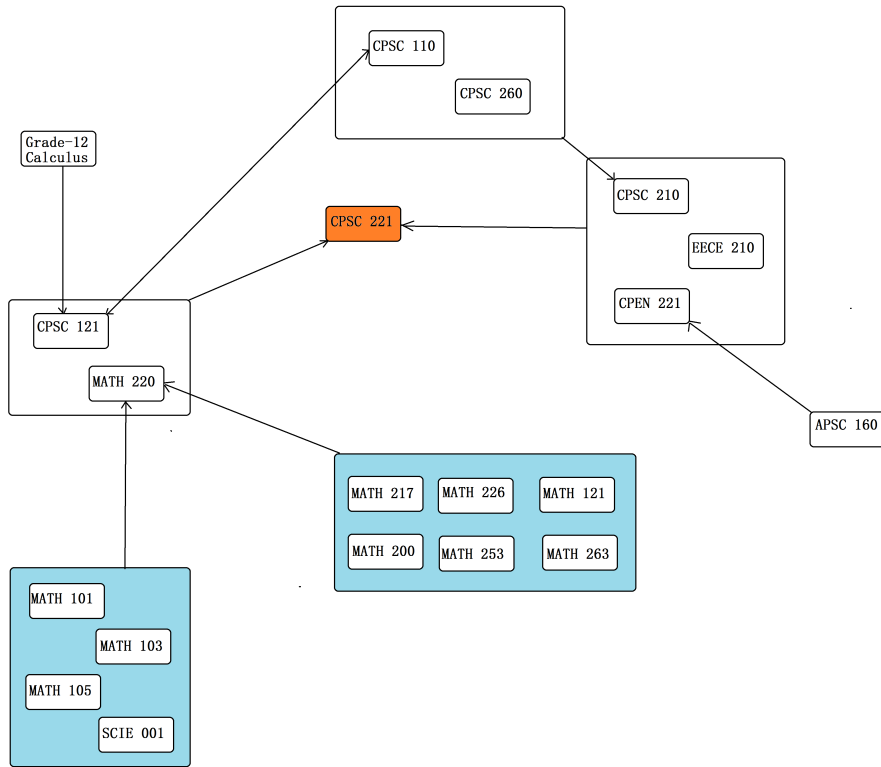 CPSC 110
CPSC 260
Grade-12
Calculus
CPSC 210
CPSC 221
EECE 210
CPEN 221
CPSC 121
MATH 220
APSC 160
MATH 217
MATH 226
MATH 121
MATH 200
MATH 253
MATH 263
MATH 101
MATH 103
MATH 105
SCIE 001